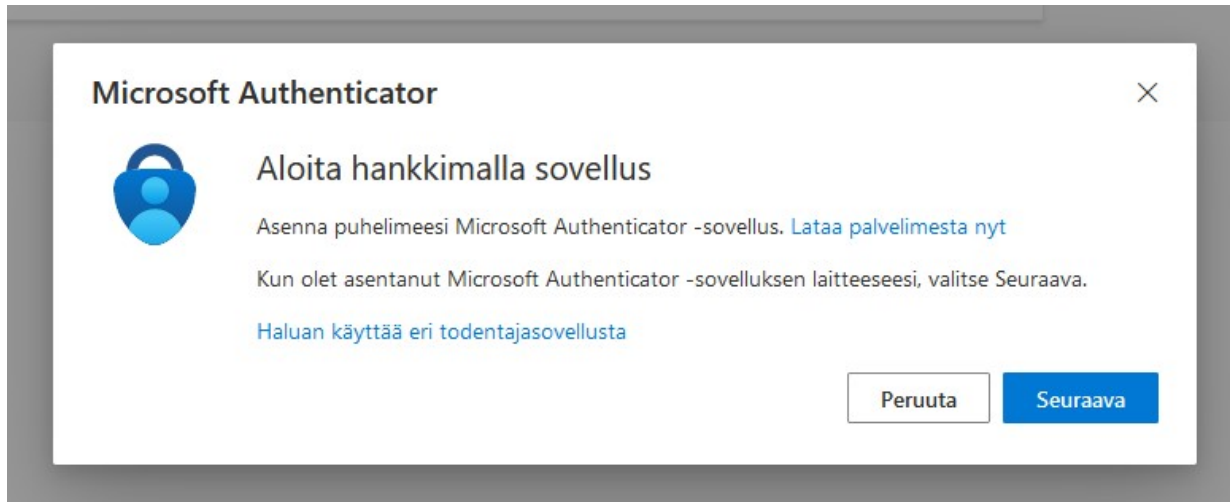 Microsoft Authenticator
Aloita hankkimalla sovellus
Asenna puhelimeesi Microsoft Authenticator -sovellus. Lataa palvelimesta nyt
Kun olet asentanut Microsoft Authenticator -sovelluksen laitteeseesi, valitse Seuraava.
Haluan käyttää eri todentajasovellusta
Peruuta Seuraava